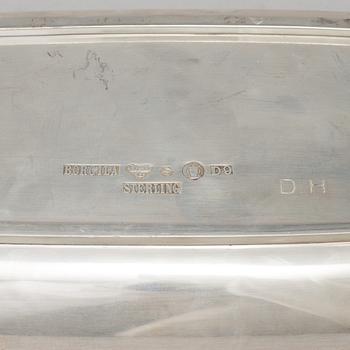 BORGILA D9
STERLING
D H